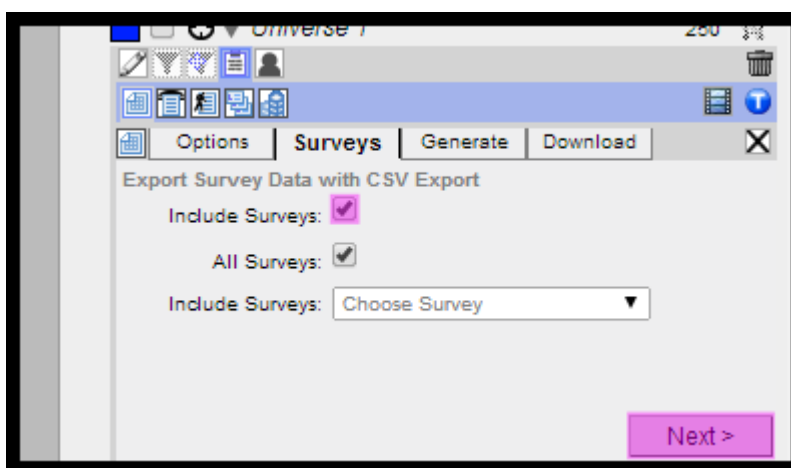 Universe 1 250
Options Surveys Generate Download X
Export Survey Data with CSV Export
Include Surveys:
All Surveys:
Include Surveys: Choose Survey
Next >